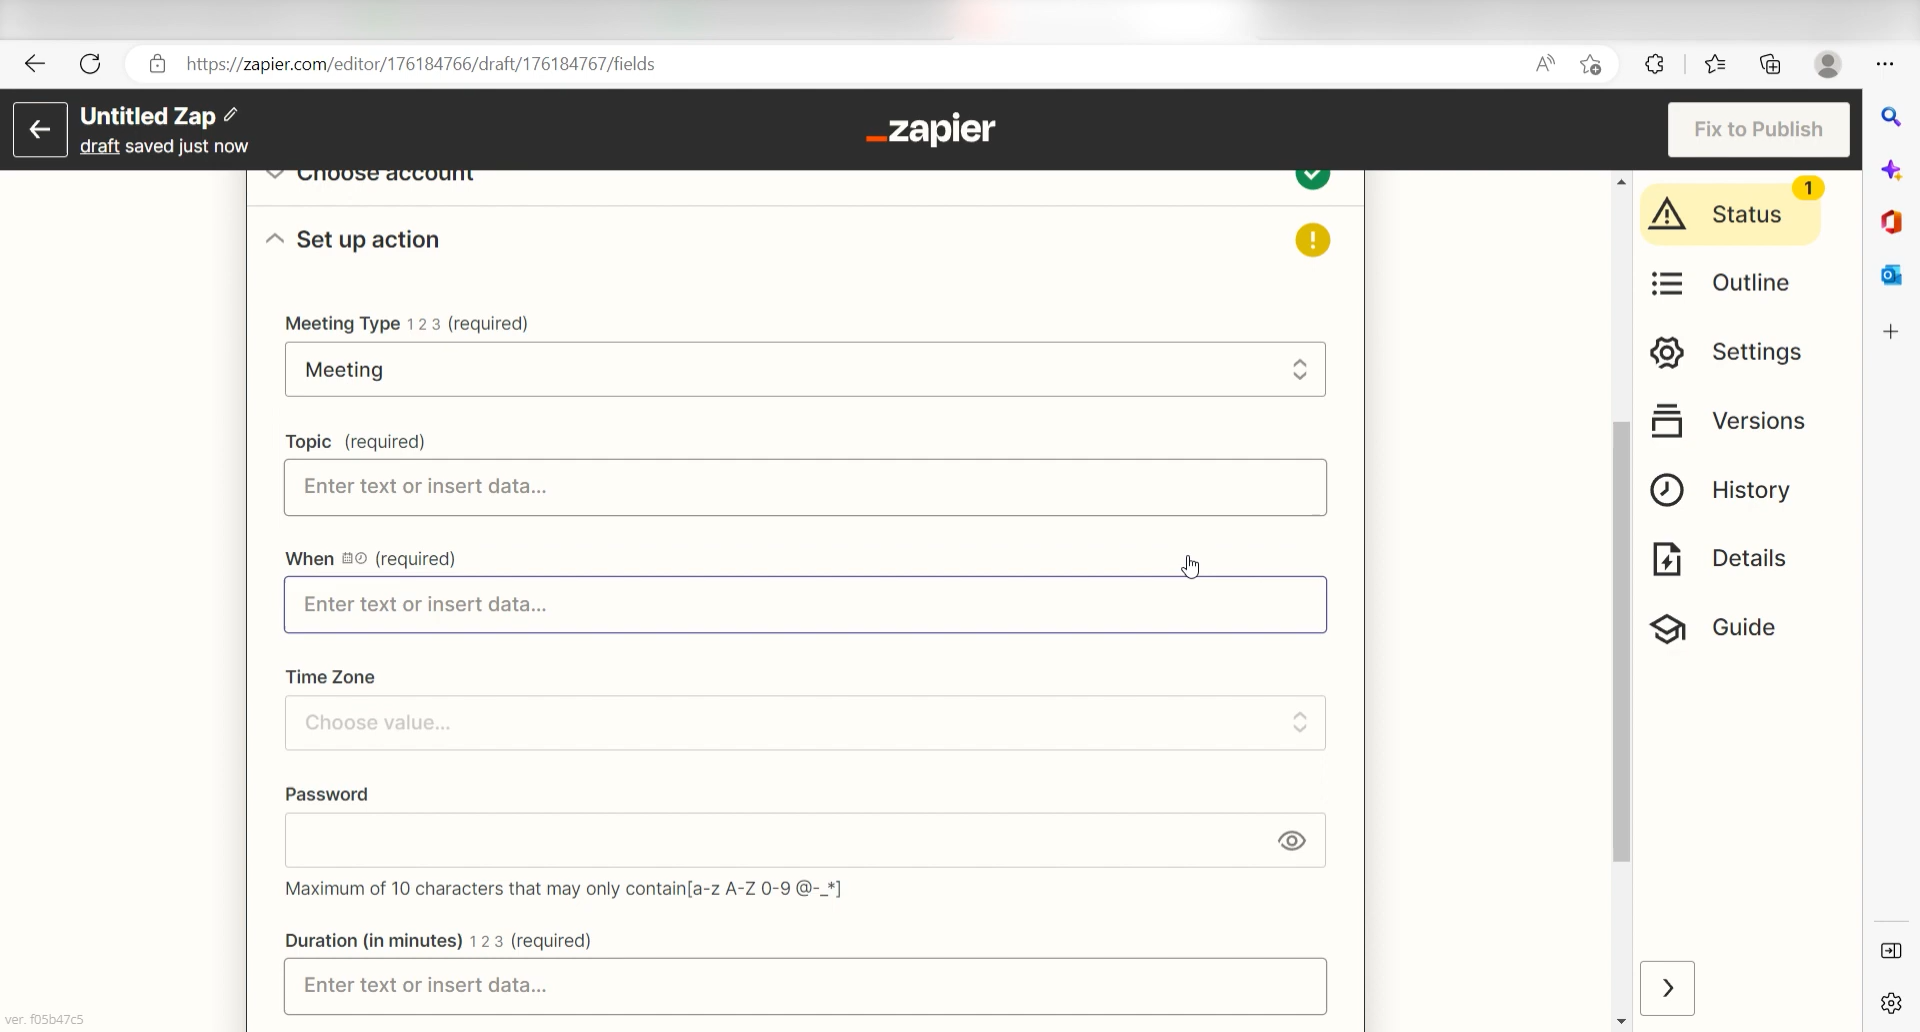 https://zapier.com/editor/176184766/draft/176184767/fields
Untitled Zap
draft saved just now
_zapier
Fix to Publish
Choose account
Set up action
Meeting Type 1 2 3 (required)
Meeting
Topic (required)
Enter text or insert data...
When (required)
Enter text or insert data...
Time Zone
Choose value...
Password
Maximum of 10 characters that may only contain[a-z A-Z 0-9 @-_*]
Duration (in minutes) 1 2 3 (required)
Enter text or insert data...
1
Status
Outline
Settings
Versions
History
Details
Guide
ver. f05b47c5